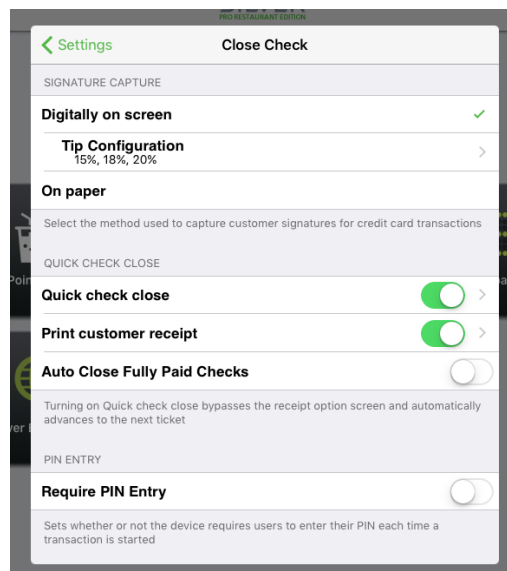 PRO RESTAURANT EDITION
Settings
Close Check
SIGNATURE CAPTURE
Digitally on screen
Tip Configuration
15%, 18%, 20%
On paper
Select the method used to capture customer signatures for credit card transactions
QUICK CHECK CLOSE
Quick check close
Print customer receipt
Auto Close Fully Paid Checks
Turning on Quick check close bypasses the receipt option screen and automatically
advances to the next ticket
PIN ENTRY
Require PIN Entry
Sets whether or not the device requires users to enter their PIN each time a
transaction is started